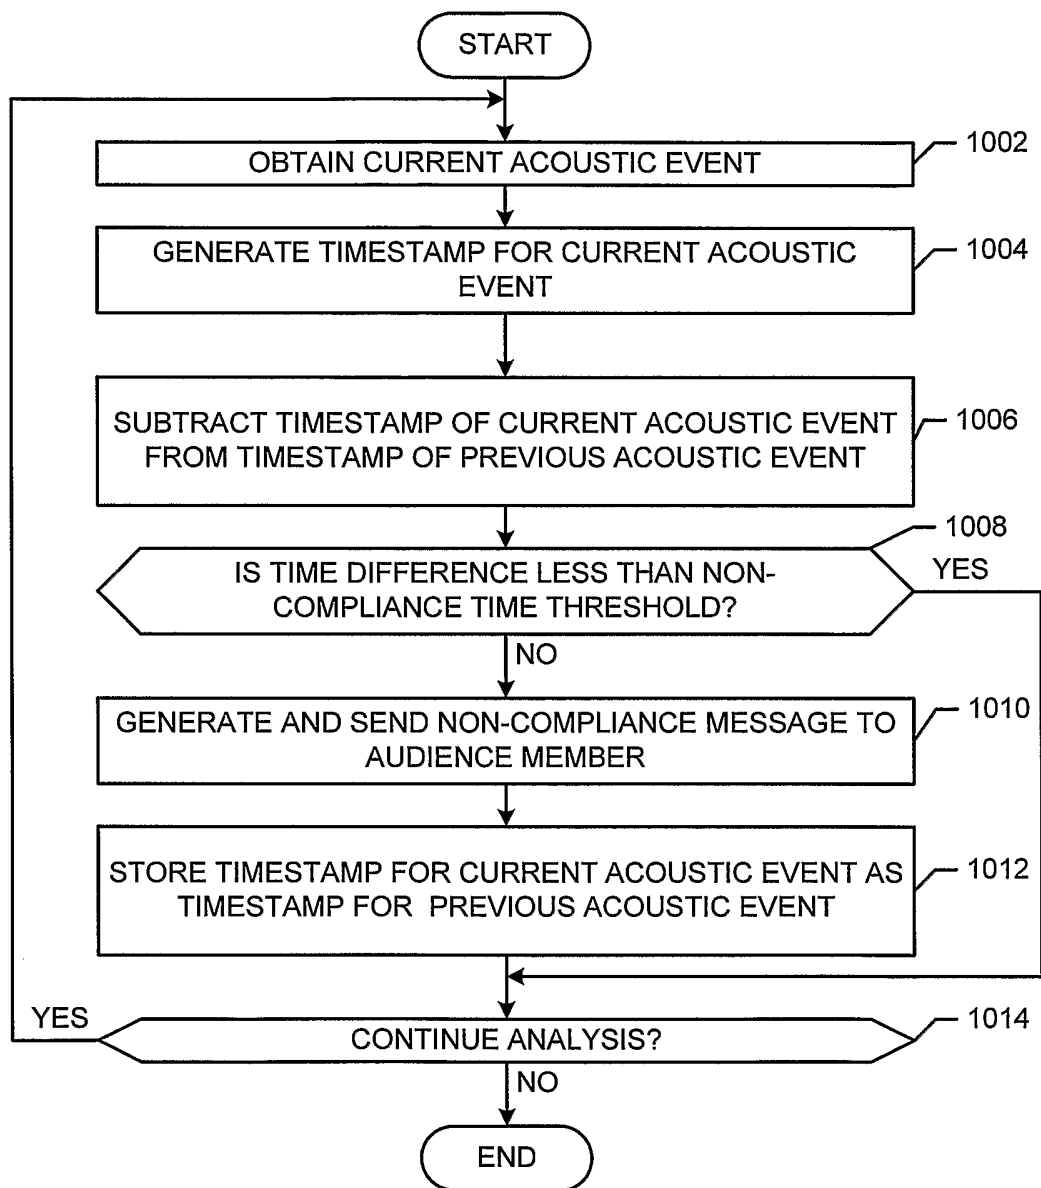 START
OBTAIN CURRENT ACOUSTIC EVENT
1002
GENERATE TIMESTAMP FOR CURRENT ACOUSTIC
EVENT
1004
SUBTRACT TIMESTAMP OF CURRENT ACOUSTIC EVENT
FROM TIMESTAMP OF PREVIOUS ACOUSTIC EVENT
1006
1008
IS TIME DIFFERENCE LESS THAN NON-
COMPLIANCE TIME THRESHOLD?
YES
NO
GENERATE AND SEND NON-COMPLIANCE MESSAGE TO
AUDIENCE MEMBER
1010
STORE TIMESTAMP FOR CURRENT ACOUSTIC EVENT AS
TIMESTAMP FOR PREVIOUS ACOUSTIC EVENT
1012
YES
CONTINUE ANALYSIS?
1014
NO
END